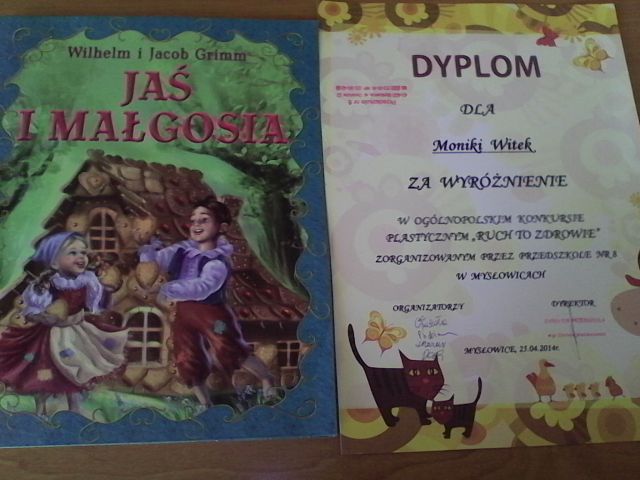 Wilhelm i Jacob Grimm
JAŚ
I MAŁGOSIA
DYPLOM
DLA
Moniki Witek
ZA WYRÓŻNIENIE
W OGÓLNOPOLSKIM KONKURSIE
PLASTYCZNYM „RUCH TO ZDROWIE"
ZORGANIZOWANYM PRZEZ PRZEDSZKOLE NR 8
W MYSŁOWICACH
ORGANIZATORZY
DYREKTOR
MYSŁOWICE, 25.04.2014r.